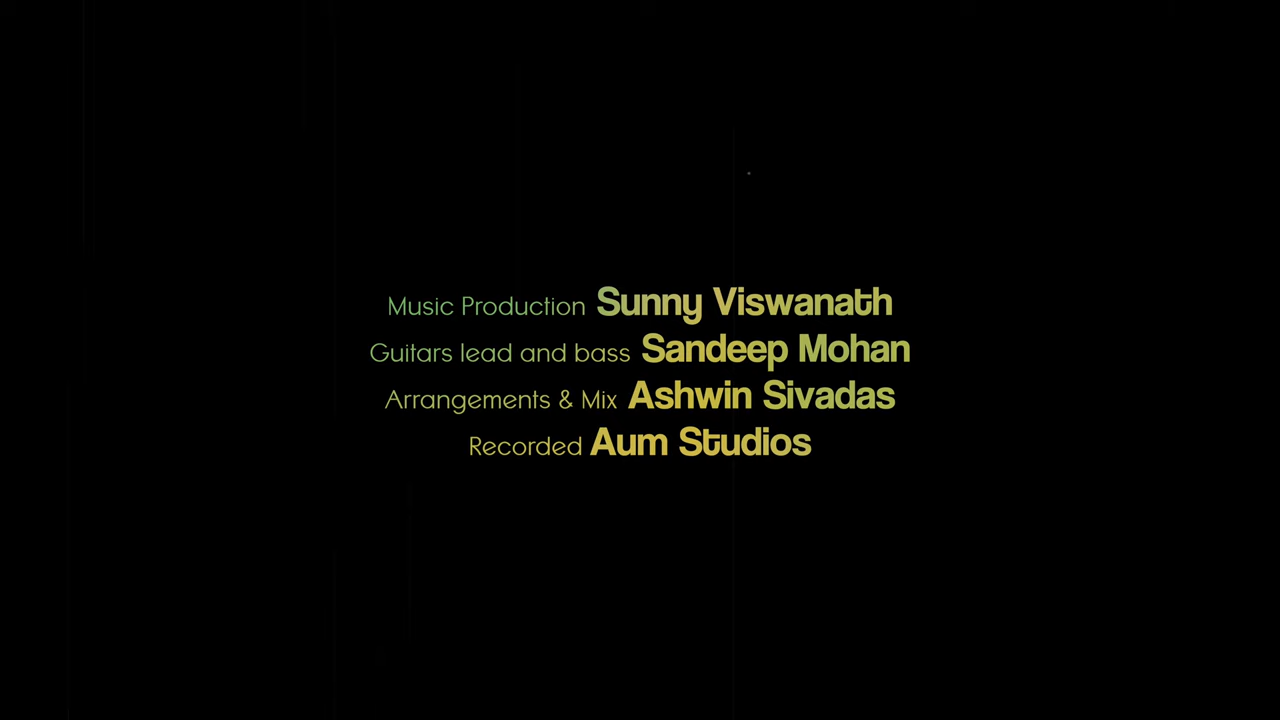 Music Production Sunny Viswanath
Guitars lead and bass Sandeep Mohan
Arrangements & Mix Ashwin Sivadas
Recorded Aum Studios